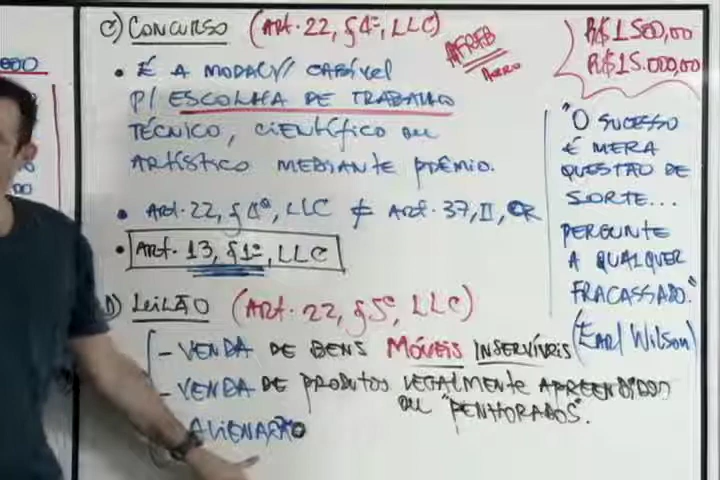 C) CONCURSO (ART. 22, § 4º, LLC)
AFRFB
R$ 1500,00
R$ 15.000,00
• É A MODALI// CABÍVEL
P/ ESCOLHA DE TRABALHO
TÉCNICO, CIENTÍFICO OU
ARTÍSTICO MEDIANTE PRÊMIO.
• ART. 22, § 4º, LLC ≠ ART. 37, II, CR
• ART. 13, § 1º, LLC
D) LEILÃO (ART. 22, § 5º, LLC)
- VENDA DE BENS MÓVEIS INSERVÍVEIS
- VENDA DE PRODUTOS LEGALMENTE APREENDIDOS
OU "PENHORADOS".
ALIENAÇÃO
"O SUCESSO
É MERA
QUESTÃO DE
SORTE...
PERGUNTE
A QUALQUER
FRACASSADO."
(Earl Wilson)